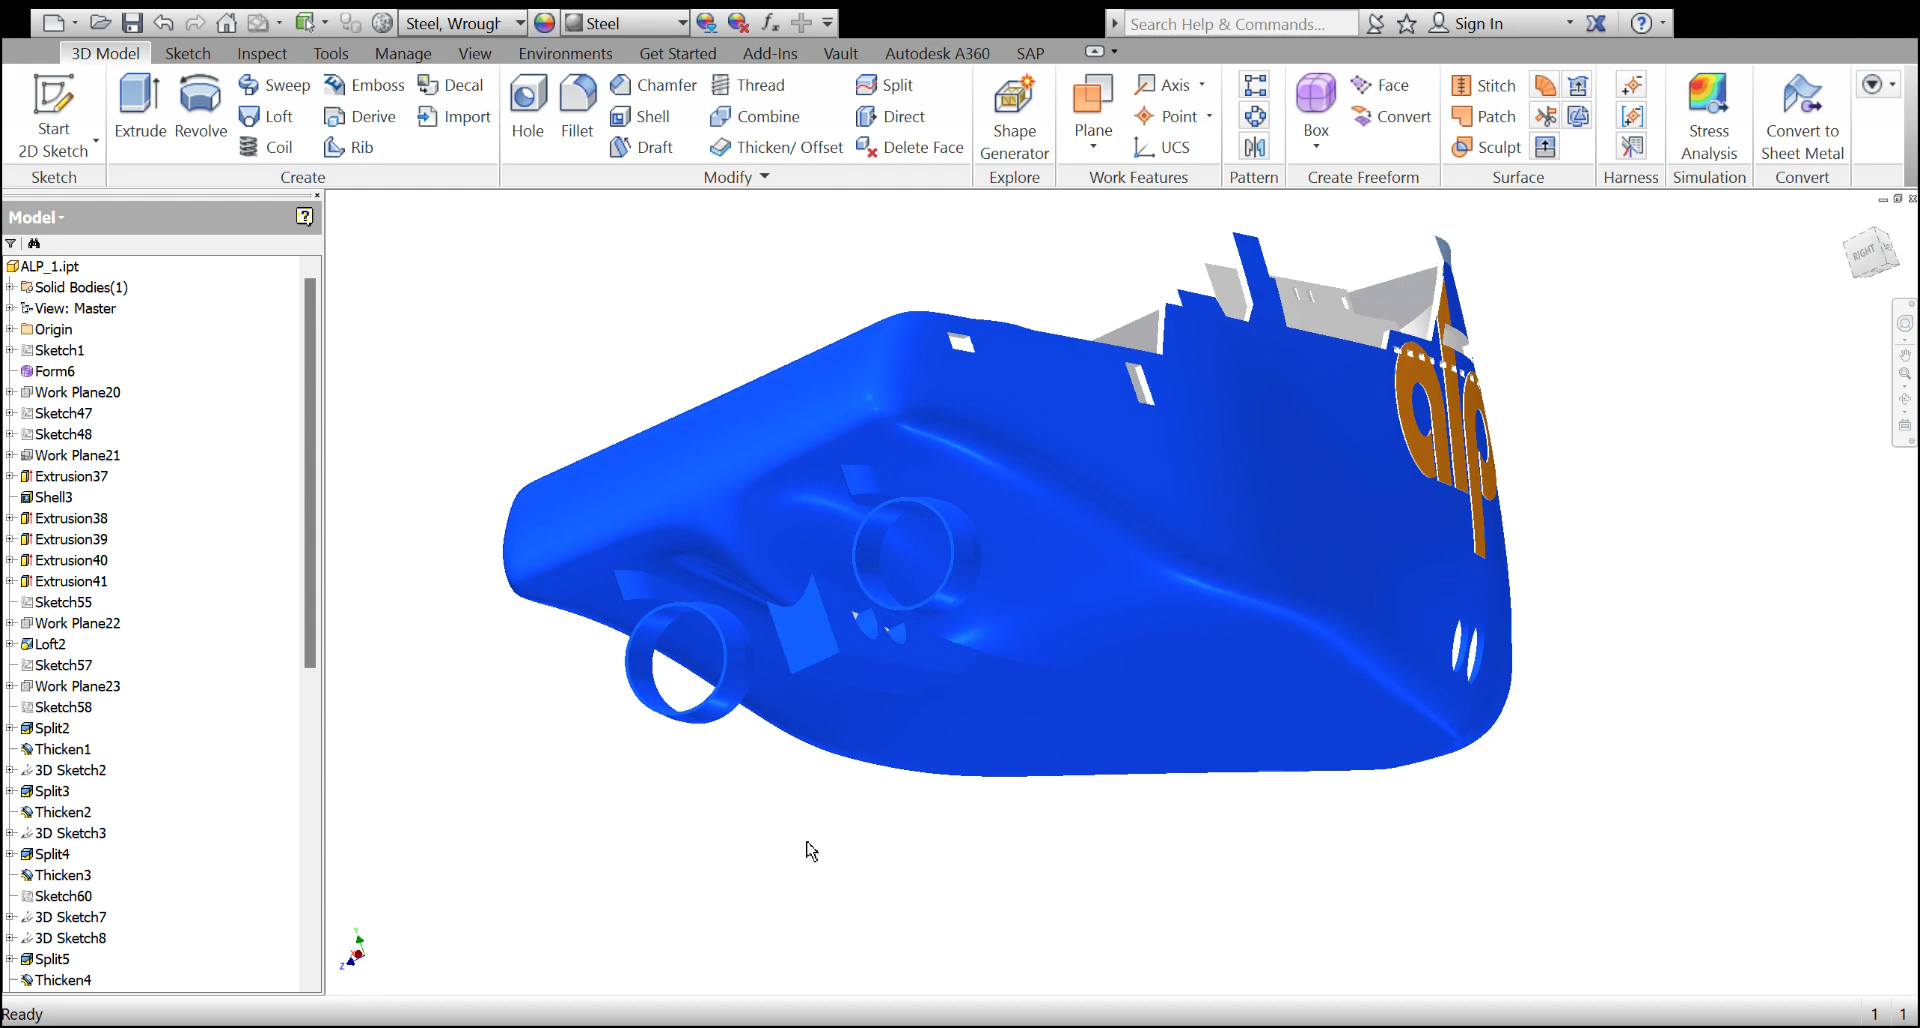 Steel, Wrough
Steel
Search Help & Commands...
Sign In
3D Model Sketch Inspect Tools Manage View Environments Get Started Add-Ins Vault Autodesk A360 SAP
Start
2D Sketch
Sketch
Extrude
Revolve
Sweep
Loft
Coil
Emboss
Derive
Rib
Decal
Import
Create
Hole
Fillet
Chamfer
Shell
Draft
Thread
Combine
Thicken/ Offset
Split
Direct
Delete Face
Modify
Shape
Generator
Explore
Plane
Axis
Point
UCS
Work Features
Pattern
Box
Face
Convert
Create Freeform
Stitch
Patch
Sculpt
Surface
Harness
Stress
Analysis
Simulation
Convert to
Sheet Metal
Convert
Model
ALP_1.ipt
Solid Bodies(1)
View: Master
Origin
Sketch1
Form6
Work Plane20
Sketch47
Sketch48
Work Plane21
Extrusion37
Shell3
Extrusion38
Extrusion39
Extrusion40
Extrusion41
Sketch55
Work Plane22
Loft2
Sketch57
Work Plane23
Sketch58
Split2
Thicken1
3D Sketch2
Split3
Thicken2
3D Sketch3
Split4
Thicken3
Sketch60
3D Sketch7
3D Sketch8
Split5
Thicken4
RIGHT
alp
Y
Z
Ready
1 1